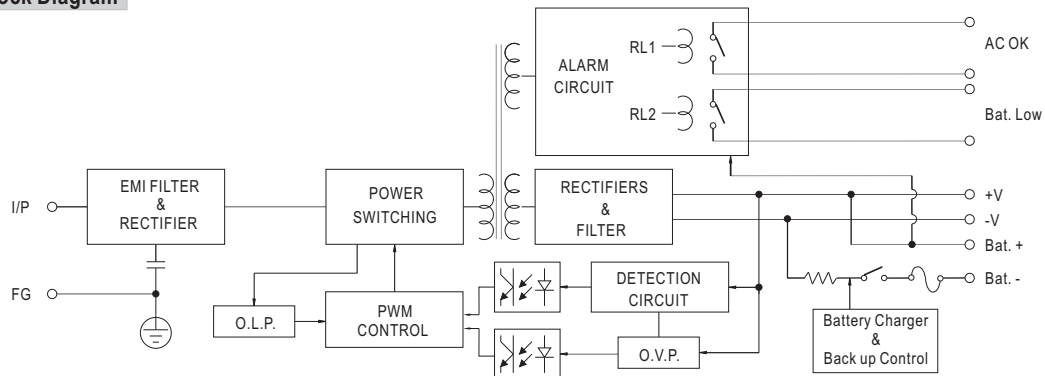 ock Diagram
RL1
AC OK
ALARM
CIRCUIT
RL2
Bat. Low
EMI FILTER
&
RECTIFIER
POWER
SWITCHING
RECTIFIERS
&
FILTER
I/P
+V
-V
Bat. +
Bat. -
FG
DETECTION
CIRCUIT
O.L.P.
PWM
CONTROL
O.V.P.
Battery Charger
&
Back up Control